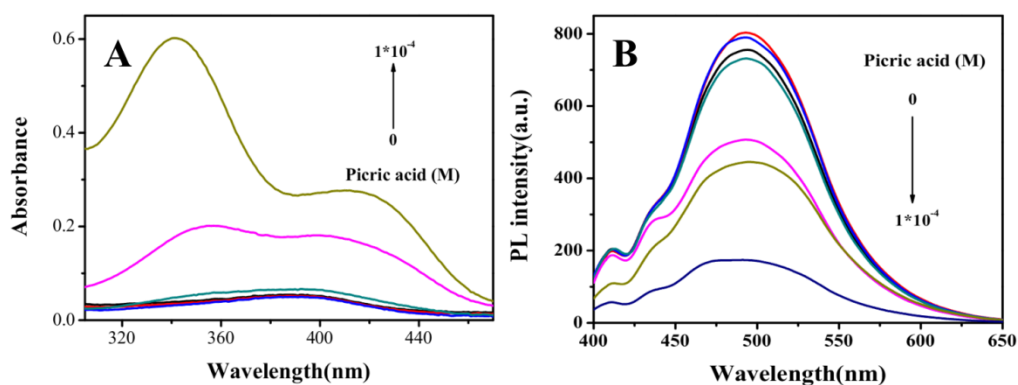 A
1*10-4
0
Picric acid (M)
Absorbance
0.6
0.4
0.2
0.0
320
360
400
440
Wavelength(nm)
B
Picric acid (M)
0
1*10-4
PL intensity(a.u.)
800
600
400
200
0
400
450
500
550
600
650
Wavelength(nm)